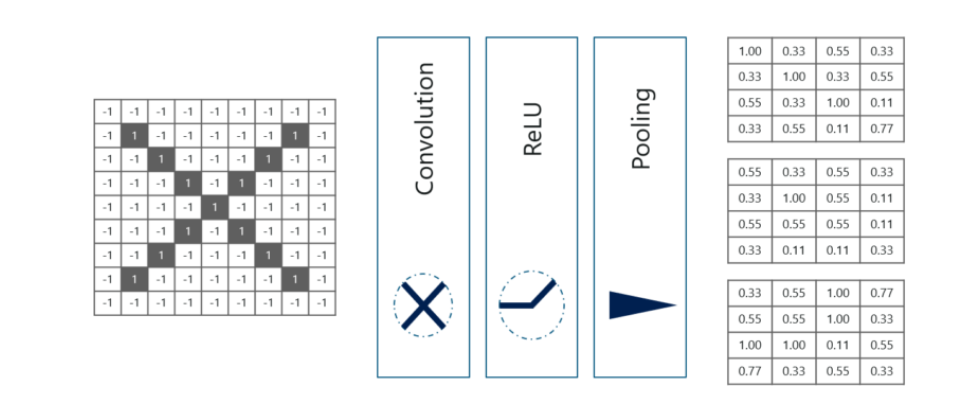 -1 -1 -1 -1 -1 -1 -1 -1 -1
-1 1 -1 -1 -1 -1 -1 1 -1
-1 -1 1 -1 -1 -1 1 -1 -1
-1 -1 -1 1 -1 1 -1 -1 -1
-1 -1 -1 -1 1 -1 -1 -1 -1
-1 -1 -1 1 -1 1 -1 -1 -1
-1 -1 1 -1 -1 -1 1 -1 -1
-1 1 -1 -1 -1 -1 -1 1 -1
-1 -1 -1 -1 -1 -1 -1 -1 -1
Convolution
ReLU
Pooling
1.00 0.33 0.55 0.33
0.33 1.00 0.33 0.55
0.55 0.33 1.00 0.11
0.33 0.55 0.11 0.77
0.55 0.33 0.55 0.33
0.33 1.00 0.55 0.11
0.55 0.55 0.55 0.11
0.33 0.11 0.11 0.33
0.33 0.55 1.00 0.77
0.55 0.55 1.00 0.33
1.00 1.00 0.11 0.55
0.77 0.33 0.55 0.33